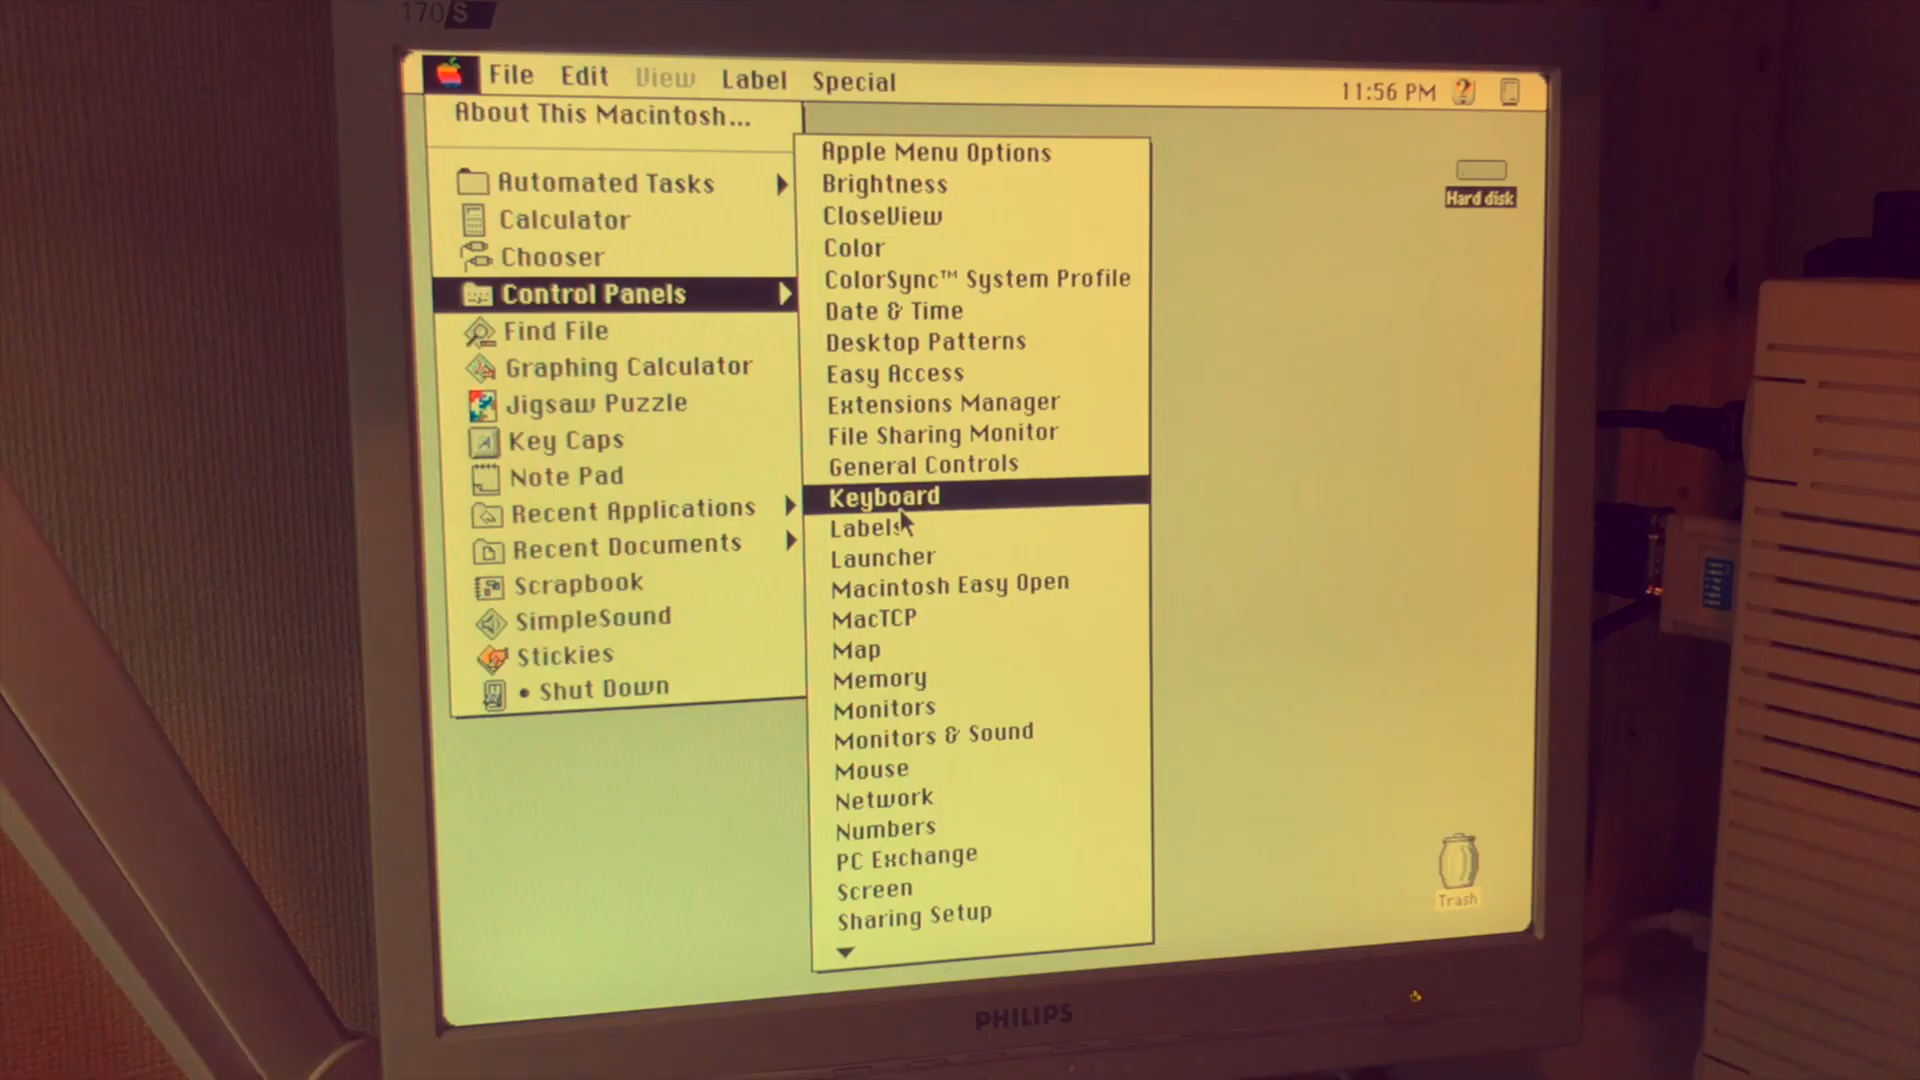 170S
File Edit View Label Special 11:56 PM
About This Macintosh...
Automated Tasks
Calculator
Chooser
Control Panels
Find File
Graphing Calculator
Jigsaw Puzzle
Key Caps
Note Pad
Recent Applications
Recent Documents
Scrapbook
SimpleSound
Stickies
• Shut Down
Apple Menu Options
Brightness
CloseView
Color
ColorSync™ System Profile
Date & Time
Desktop Patterns
Easy Access
Extensions Manager
File Sharing Monitor
General Controls
Keyboard
Labels
Launcher
Macintosh Easy Open
MacTCP
Map
Memory
Monitors
Monitors & Sound
Mouse
Network
Numbers
PC Exchange
Screen
Sharing Setup
Hard disk
Trash
PHILIPS